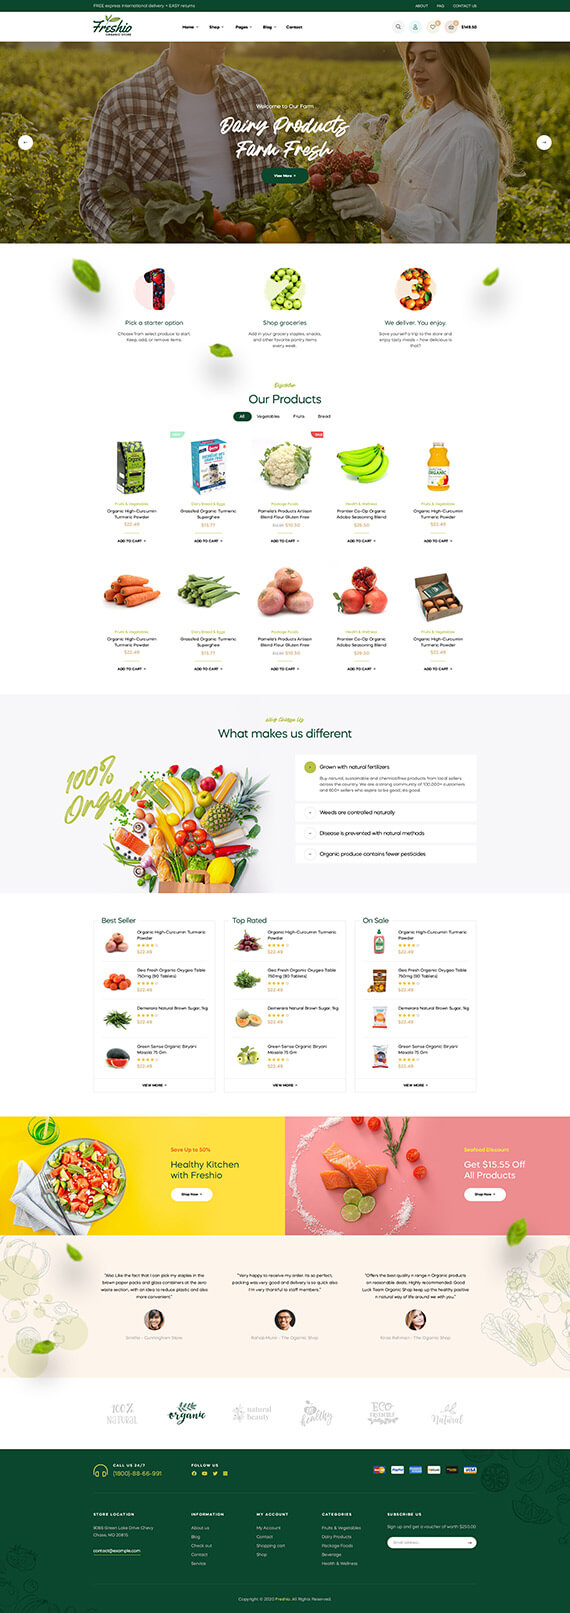 FREE express international delivery + EASY returns
ABOUT FAQ CONTACT US
Freshio
ORGANIC STORE
Home Shop Pages Blog Contact
$149.50
Welcome to Our Farm
Dairy Products
Farm Fresh
View More
1 2 3
Pick a starter option
Choose from select produce to start.
Keep, add, or remove items.
Shop groceries
Add in your grocery staples, snacks,
and other favorite pantry items
every week.
We deliver. You enjoy.
Save yourself a trip to the store and
enjoy tasty meals – how delicious is
that?
Our Products
All Vegetables Fruits Bread
Fruits & Vegetables
Organic High-Curcumin
Turmeric Powder
$22.49
ADD TO CART
Dairy Bread & Eggs
Grassfed Organic Turmeric
Superghee
$15.77
ADD TO CART
Package Foods
Pamela's Products Artisan
Blend Flour Gluten Free
$10.50
ADD TO CART
Health & Wellness
Frontier Co-Op Organic
Adobo Seasoning Blend
$28.50
ADD TO CART
Fruits & Vegetable
Organic High-Curcumin
Turmeric Powder
$22.49
ADD TO CART
Fruits & Vegetable
Organic High-Curcumin
Turmeric Powder
$22.49
ADD TO CART
Dairy Bread & Eggs
Grassfed Organic Turmeric
Superghee
$15.77
ADD TO CART
Package Foods
Pamela's Products Artisan
Blend Flour Gluten Free
$10.50
ADD TO CART
Health & Wellness
Frontier Co-Op Organic
Adobo Seasoning Blend
$28.50
ADD TO CART
Fruits & Vegetable
Organic High-Curcumin
Turmeric Powder
$22.49
ADD TO CART
Why Choose Us
What makes us different
100%
Organic
Grown with natural fertilizers
Buy natural, sustainable and chemical-free products from local sellers
across the country. We are a strong community of 100,000+ customers
and 600+ sellers who aspire to be good, do good
Weeds are controlled naturally
Disease is prevented with natural methods
Organic produce contains fewer pesticides
Best Seller
Organic High-Curcumin Turmeric
Powder
$22.49
Geo Fresh Organic Oxygeo Table
750mg (90 Tablets)
$22.49
Demerara Natural Brown Sugar, 1kg
$22.49
Green Sense Organic Biryani
Masala 75 Gm
$22.49
VIEW MORE
Top Rated
Organic High-Curcumin Turmeric
Powder
$22.49
Geo Fresh Organic Oxygeo Table
750mg (90 Tablets)
$22.49
Demerara Natural Brown Sugar, 1kg
$22.49
Green Sense Organic Biryani
Masala 75 Gm
$22.49
VIEW MORE
On Sale
Organic High-Curcumin Turmeric
Powder
$22.49
Geo Fresh Organic Oxygeo Table
750mg (90 Tablets)
$22.49
Demerara Natural Brown Sugar, 1kg
$22.49
Green Sense Organic Biryani
Masala 75 Gm
$22.49
VIEW MORE
Save Up to 50%
Healthy Kitchen
with Freshio
Shop Now
Seafood Discount
Get $15.55 Off
All Products
Shop Now
"Also Like the fact that I can pick my staples in the
brown paper packs and glass containers at the zero
waste section, with an idea to reduce plastic and also
more convenient."
Smitha - Gunningham Store
"Very happy to receive my order. Its so perfect,
packing was very good and delivery is so quick also
I'm very thankful to staff members."
Rahabi Munir - The Organic Shop
"Offers the best quality n range n Organic products
on reasonable deals. Highly recommended. Good
Luck Team Organic Shop keep up the healthy positive
n natural way of life around we with you."
Kinza Rehman - The Organic Shop
100%
NATURAL
organic
natural
beauty
healthy
ECO
FRIENDLY
Natural
CALL US 24/7
(1800)-88-66-991
FOLLOW US
PayPal
VISA
STORE LOCATION
9066 Green Lake Drive Chevy
Chase, MD 20815
contact@example.com
INFORMATION
About us
Blog
Check out
Contact
Service
MY ACCOUNT
My Account
Contact
Shopping cart
Shop
CATEGORIES
Fruits & Vegetables
Dairy Products
Package Foods
Beverage
Health & Wellness
SUBSCRIBE US
Sign up and get a voucher of worth $250.00
Email address...
Copyright © 2020 Freshio. All Rights Reserved.